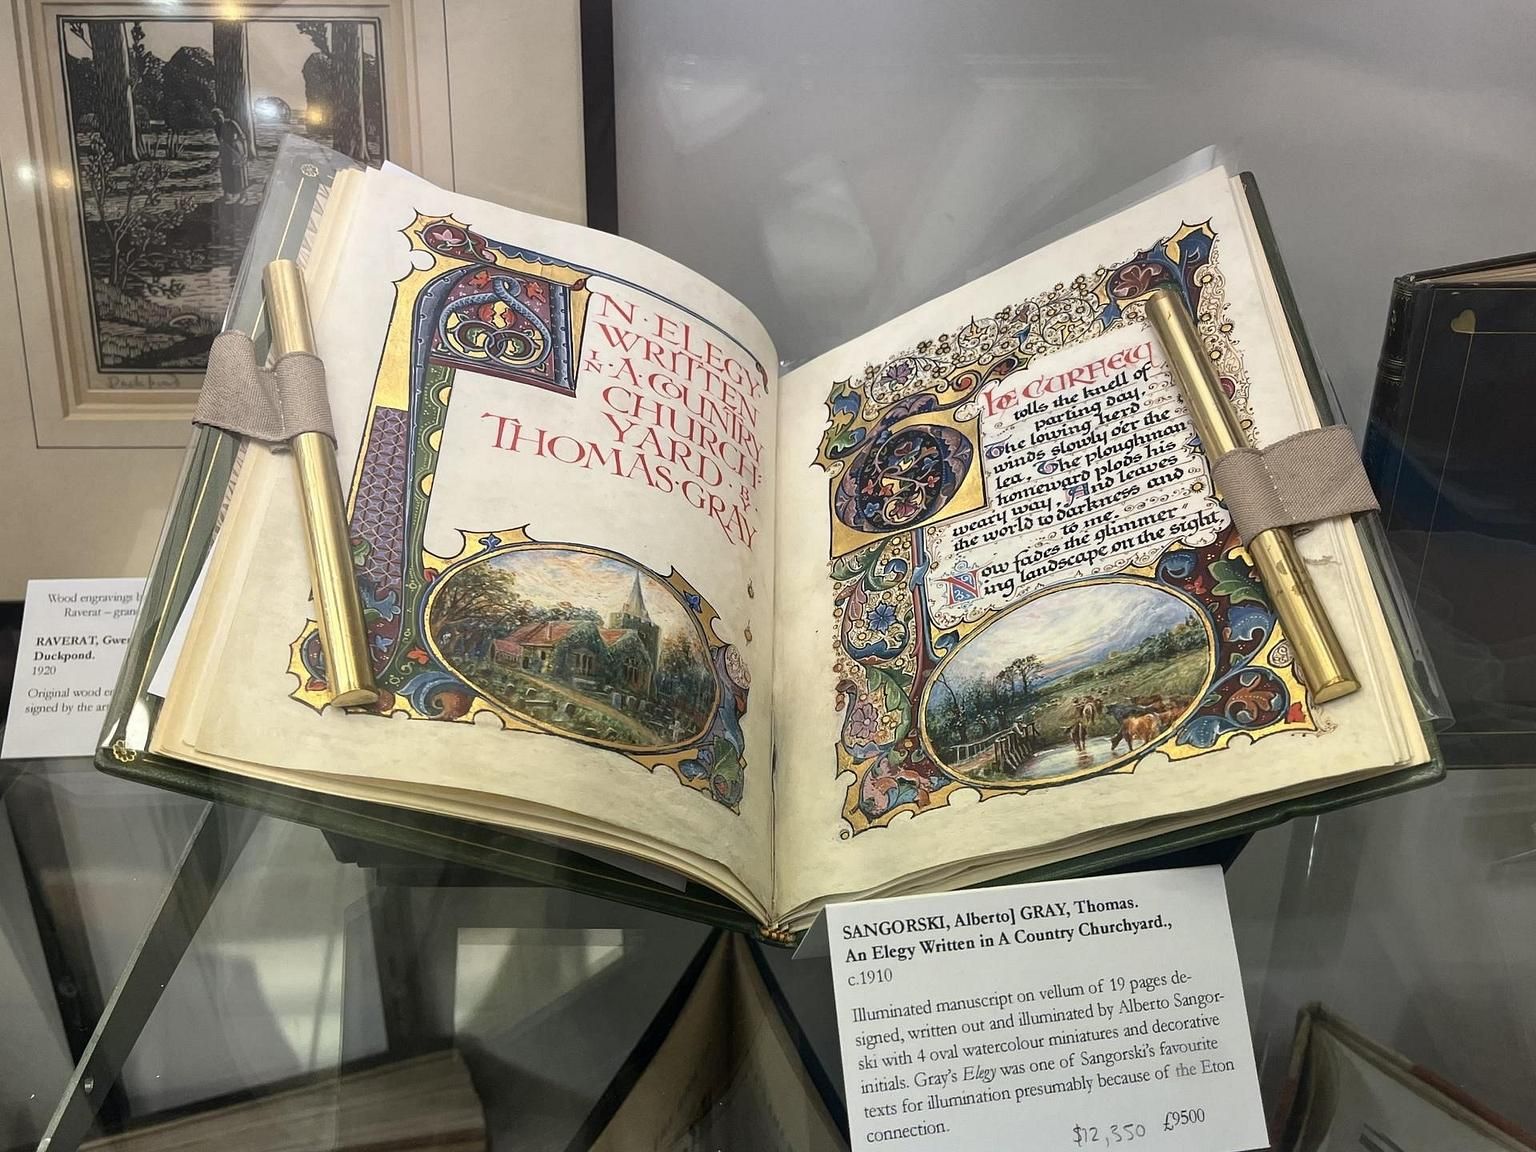 Duckpond
Wood engravings b
Raverat – gran
RAVERAT, Gwe
Duckpond.
1920
Original wood e
signed by the ar
AN·ELEGY·
WRITTEN
IN·A·COUNTRY
CHURCH-
YARD·BY·
THOMAS·GRAY
The CURFEW
tolls the knell of
parting day,
The lowing herd
winds slowly o'er the
lea, The ploughman
homeward plods his
weary way, And leaves
the world to darkness and
to me.
Now fades the glimmer
ing landscape on the sight,
SANGORSKI, Alberto] GRAY, Thomas.
An Elegy Written in A Country Churchyard.,
c.1910
Illuminated manuscript on vellum of 19 pages de-
signed, written out and illuminated by Alberto Sangor-
ski with 4 oval watercolour miniatures and decorative
initials. Gray's Elegy was one of Sangorski's favourite
texts for illumination presumably because of the Eton
connection.
$12,350 £9500